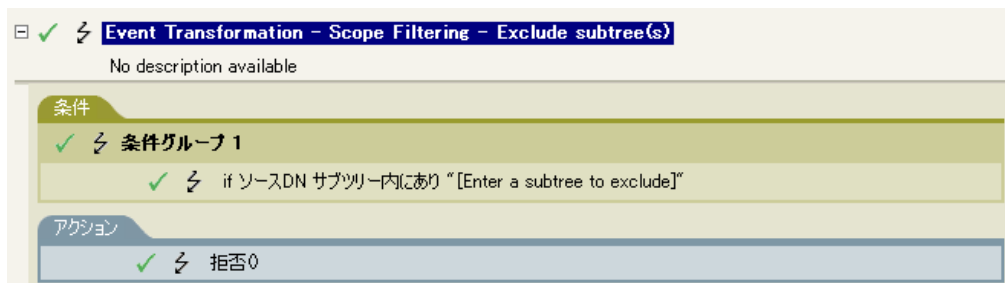 Event Transformation - Scope Filtering - Exclude subtree(s)
No description available
条件
条件グループ 1
if ソースDN サブツリー内にあり "[Enter a subtree to exclude]"
アクション
拒否()